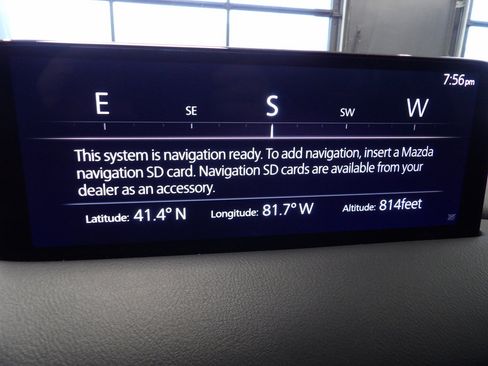 7:56pm
E SE S SW W
This system is navigation ready. To add navigation, insert a Mazda
navigation SD card. Navigation SD cards are available from your
dealer as an accessory.
Latitude: 41.4° N Longitude: 81.7° W Altitude: 814feet